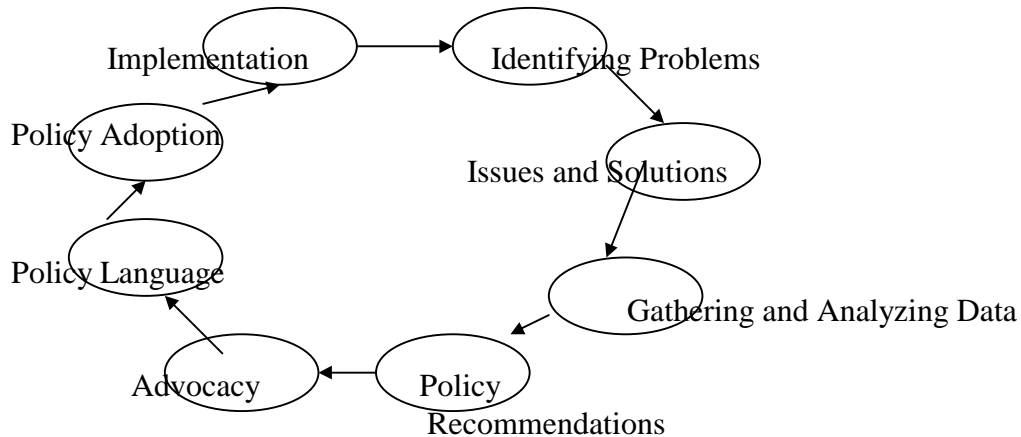 Implementation
Identifying Problems
Policy Adoption
Issues and Solutions
Policy Language
Gathering and Analyzing Data
Advocacy
Policy
Recommendations